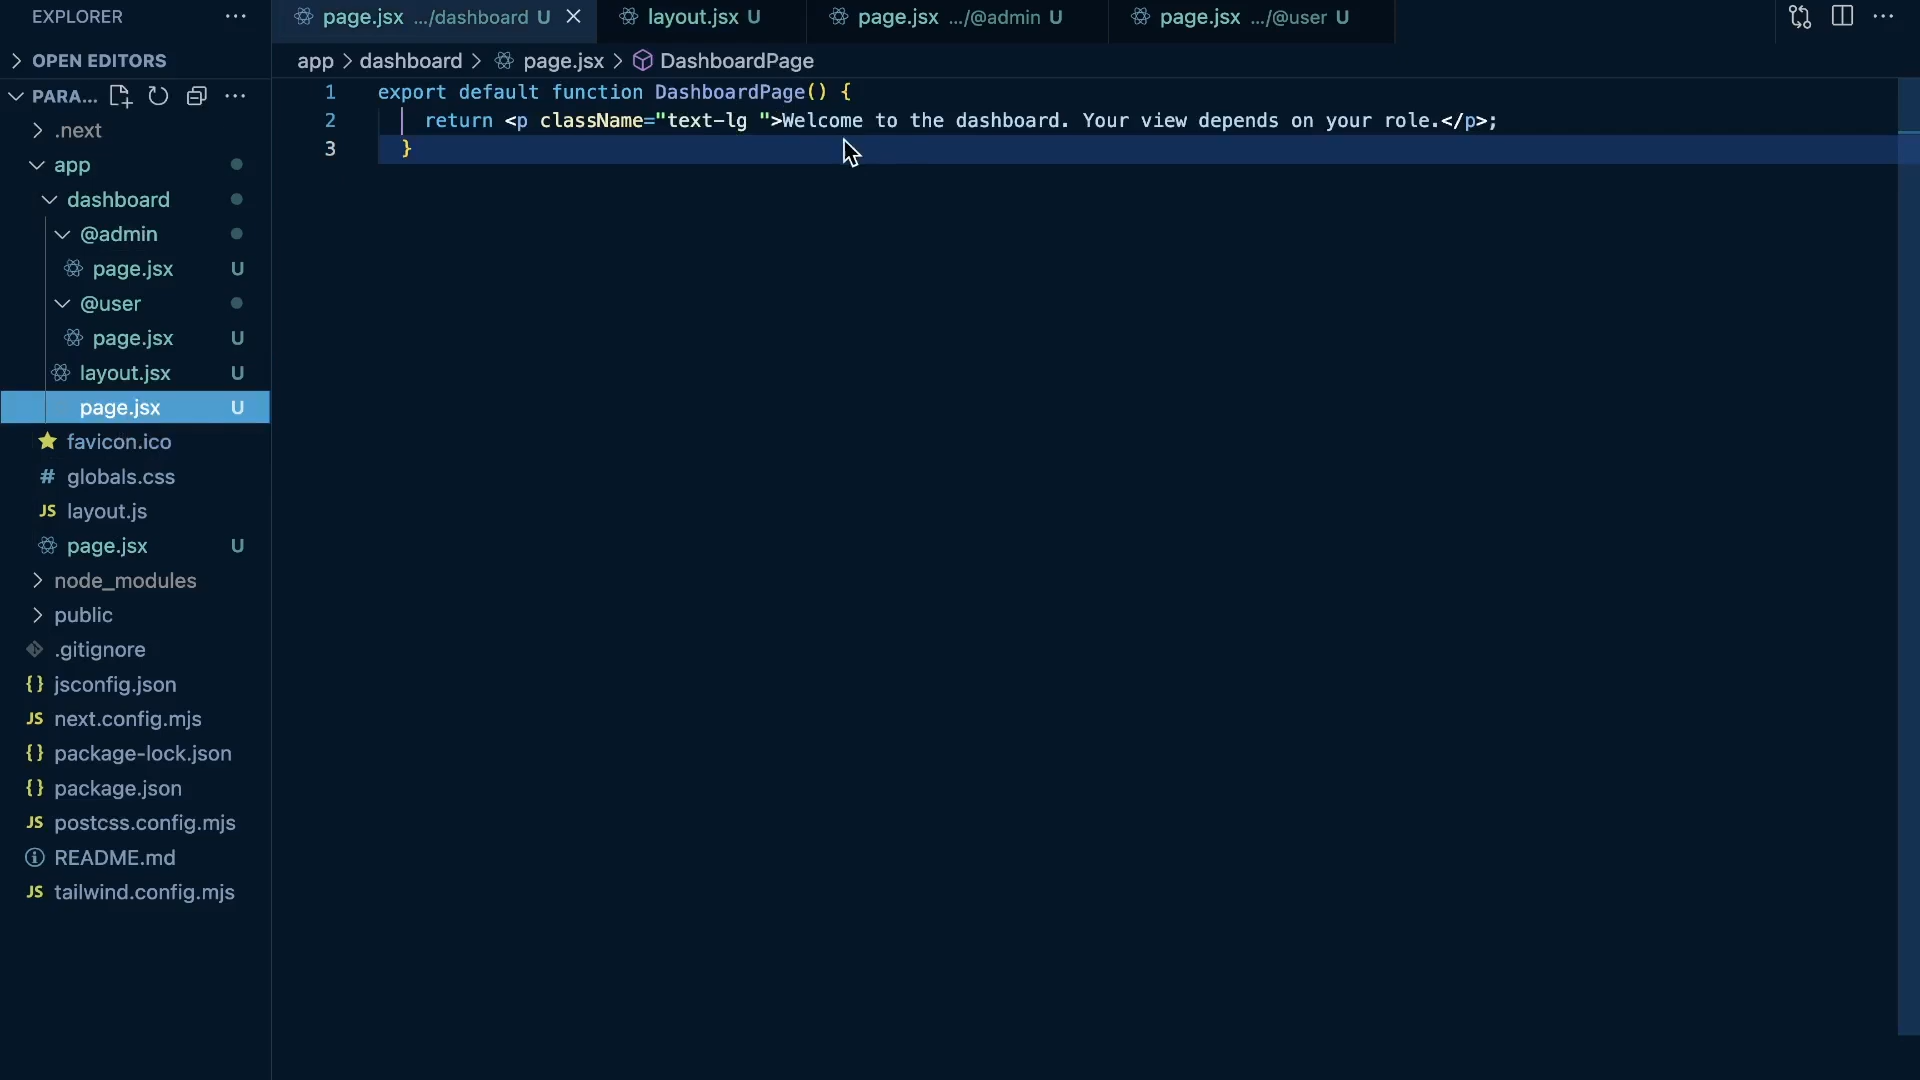 EXPLORER
page.jsx .../dashboard U
layout.jsx U
page.jsx .../@admin U
page.jsx .../@user U
OPEN EDITORS
app > dashboard > page.jsx > DashboardPage
PARA...
.next
app
dashboard
@admin
page.jsx U
@user
page.jsx U
layout.jsx U
page.jsx U
favicon.ico
# globals.css
JS layout.js
page.jsx U
node_modules
public
.gitignore
{} jsconfig.json
JS next.config.mjs
{} package-lock.json
{} package.json
JS postcss.config.mjs
README.md
JS tailwind.config.mjs
1 export default function DashboardPage() {
2 return <p className="text-lg ">Welcome to the dashboard. Your view depends on your role.</p>;
3 }